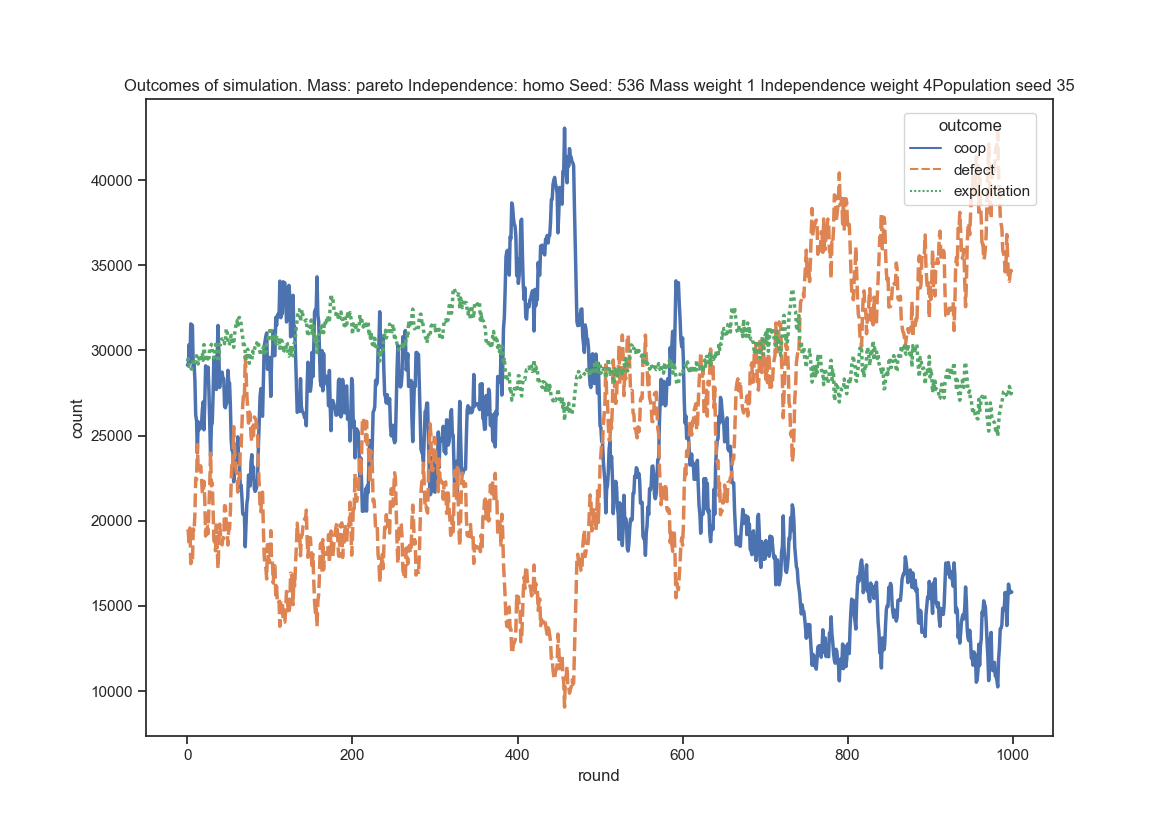 Outcomes of simulation. Mass: pareto Independence: homo Seed: 536 Mass weight 1 Independence weight 4Population seed 35
outcome
coop
defect
exploitation
40000
35000
30000
25000
20000
15000
10000
count
0 200 400 600 800 1000
round